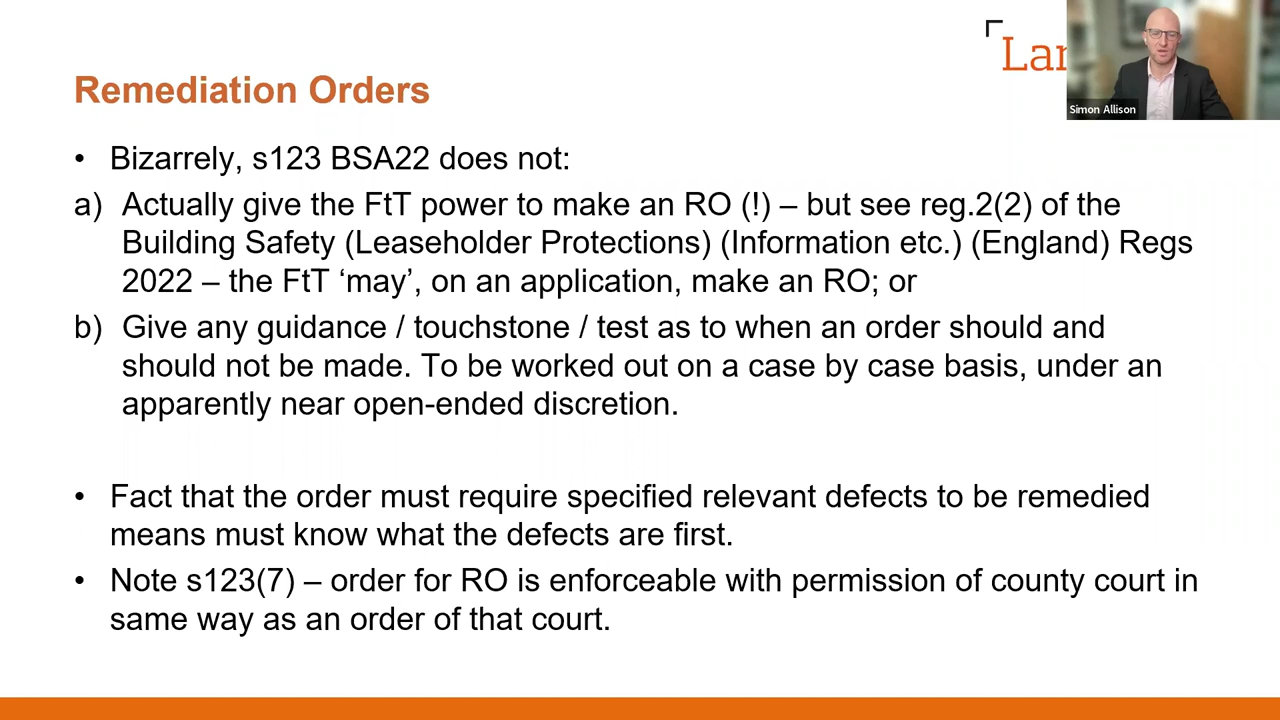 Remediation Orders
Simon Allison
• Bizarrely, s123 BSA22 does not:
a) Actually give the FtT power to make an RO (!) – but see reg.2(2) of the
Building Safety (Leaseholder Protections) (Information etc.) (England) Regs
2022 – the FtT ‘may’, on an application, make an RO; or
b) Give any guidance / touchstone / test as to when an order should and
should not be made. To be worked out on a case by case basis, under an
apparently near open-ended discretion.
• Fact that the order must require specified relevant defects to be remedied
means must know what the defects are first.
• Note s123(7) – order for RO is enforceable with permission of county court in
same way as an order of that court.